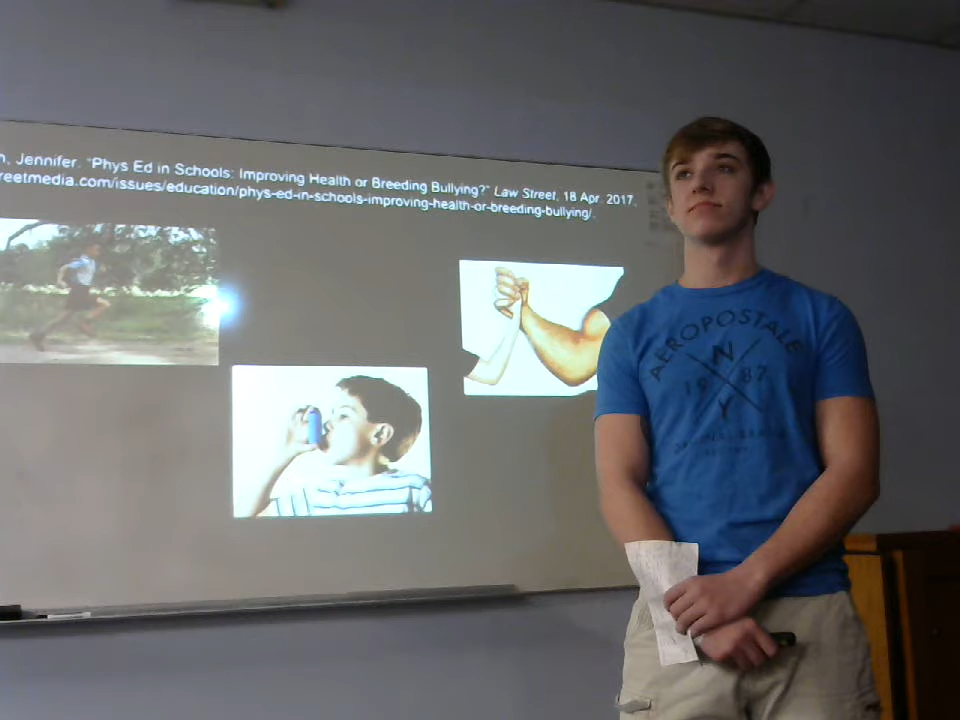 , Jennifer. "Phys Ed in Schools: Improving Health or Breeding Bullying?" Law Street, 18 Apr. 2017,
reetmedia.com/issues/education/phys-ed-in-schools-improving-health-or-breeding-bullying/.
AEROPOSTALE
N
19 87
Y